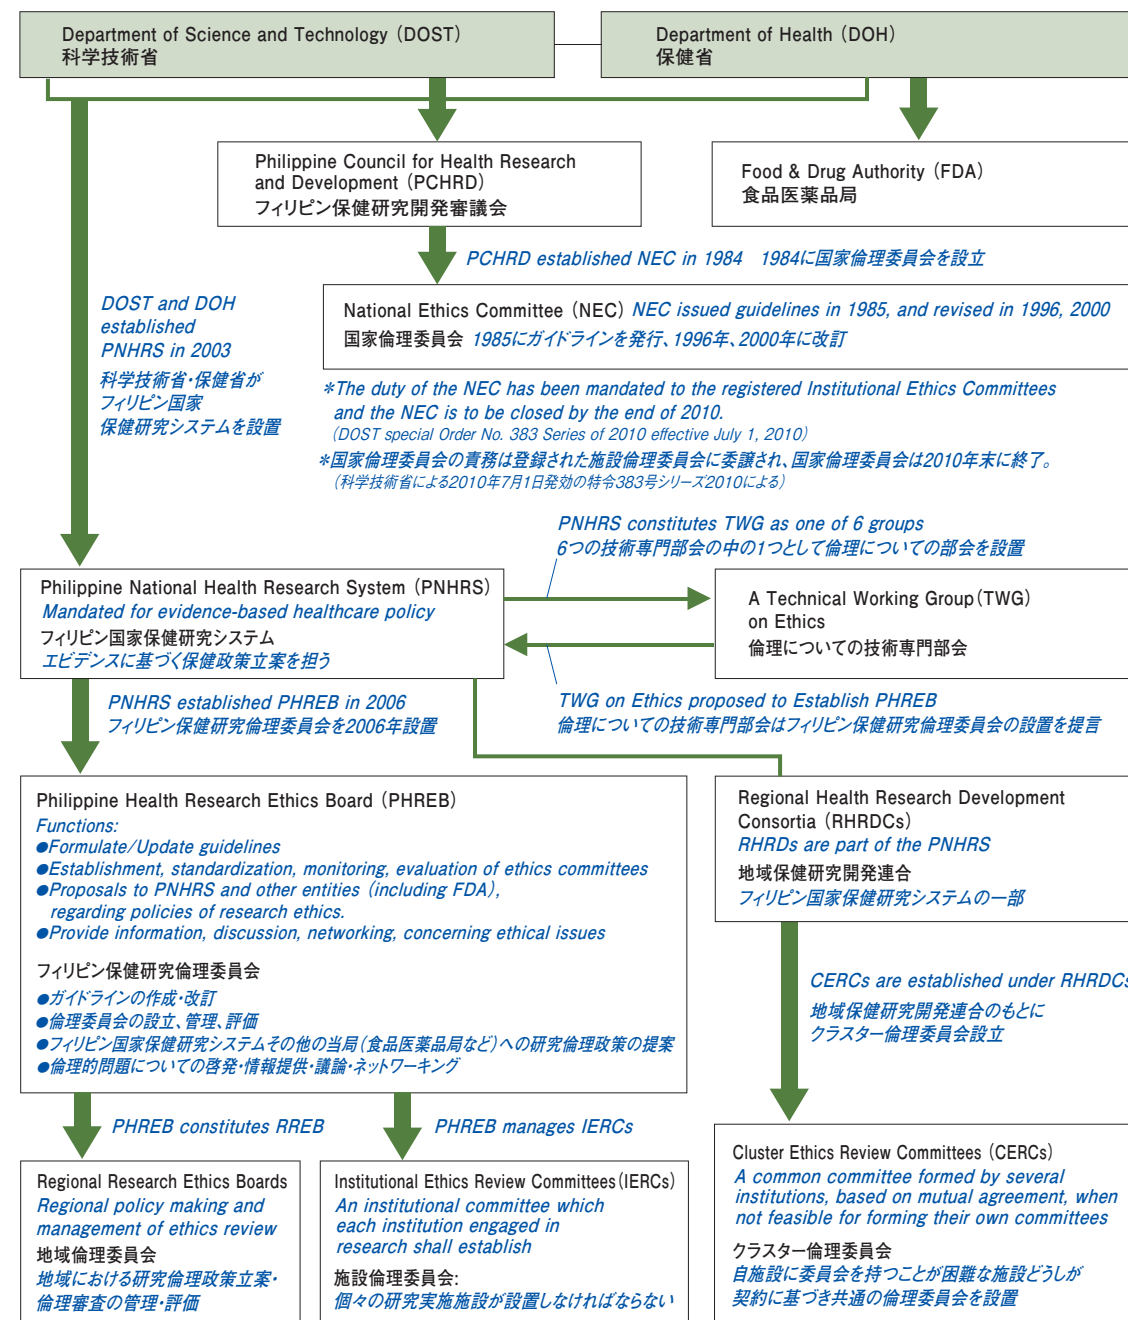 Department of Science and Technology (DOST)
科学技術省
Department of Health (DOH)
保健省
Philippine Council for Health Research
and Development (PCHRD)
フィリピン保健研究開発審議会
Food & Drug Authority (FDA)
食品医薬品局
PCHRD established NEC in 1984　1984に国家倫理委員会を設立
DOST and DOH
established
PNHRS in 2003
科学技術省・保健省が
フィリピン国家
保健研究システムを設置
National Ethics Committee (NEC) NEC issued guidelines in 1985, and revised in 1996, 2000
国家倫理委員会 1985にガイドラインを発行、1996年、2000年に改訂
*The duty of the NEC has been mandated to the registered Institutional Ethics Committees
and the NEC is to be closed by the end of 2010.
(DOST special Order No. 383 Series of 2010 effective July 1, 2010)
*国家倫理委員会の責務は登録された施設倫理委員会に委譲され、国家倫理委員会は2010年末に終了。
(科学技術省による2010年7月1日発効の特令383号シリーズ2010による)
PNHRS constitutes TWG as one of 6 groups
6つの技術専門部会の中の1つとして倫理についての部会を設置
Philippine National Health Research System (PNHRS)
Mandated for evidence-based healthcare policy
フィリピン国家保健研究システム
エビデンスに基づく保健政策立案を担う
A Technical Working Group (TWG)
on Ethics
倫理についての技術専門部会
PNHRS established PHREB in 2006
フィリピン保健研究倫理委員会を2006年設置
TWG on Ethics proposed to Establish PHREB
倫理についての技術専門部会はフィリピン保健研究倫理委員会の設置を提言
Philippine Health Research Ethics Board (PHREB)
Functions:
●Formulate/Update guidelines
●Establishment, standardization, monitoring, evaluation of ethics committees
●Proposals to PNHRS and other entities (including FDA),
regarding policies of research ethics.
●Provide information, discussion, networking, concerning ethical issues
フィリピン保健研究倫理委員会
●ガイドラインの作成・改訂
●倫理委員会の設立、管理、評価
●フィリピン国家保健研究システムその他の当局(食品医薬品局など)への研究倫理政策の提案
●倫理的問題についての啓発・情報提供・議論・ネットワーキング
Regional Health Research Development
Consortia (RHRDCs)
RHRDs are part of the PNHRS
地域保健研究開発連合
フィリピン国家保健研究システムの一部
CERCs are established under RHRDCs
地域保健研究開発連合のもとに
クラスター倫理委員会設立
PHREB constitutes RREB
PHREB manages IERCs
Regional Research Ethics Boards
Regional policy making and
management of ethics review
地域倫理委員会
地域における研究倫理政策立案・
倫理審査の管理・評価
Institutional Ethics Review Committees (IERCs)
An institutional committee which
each institution engaged in
research shall establish
施設倫理委員会:
個々の研究実施施設が設置しなければならない
Cluster Ethics Review Committees (CERCs)
A common committee formed by several
institutions, based on mutual agreement, when
not feasible for forming their own committees
クラスター倫理委員会
自施設に委員会を持つことが困難な施設どうしが
契約に基づき共通の倫理委員会を設置